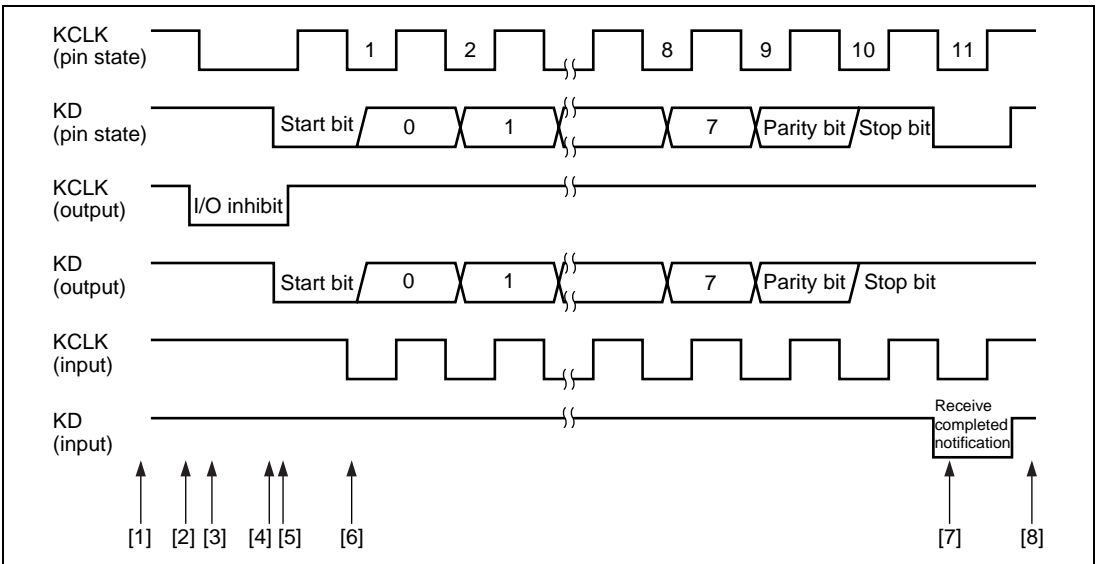 KCLK
(pin state)
1 2 8 9 10 11
KD
(pin state)
Start bit 0 1 7 Parity bit Stop bit
KCLK
(output)
I/O inhibit
KD
(output)
Start bit 0 1 7 Parity bit Stop bit
KCLK
(input)
KD
(input)
Receive
completed
notification
[1] [2] [3] [4] [5] [6] [7] [8]